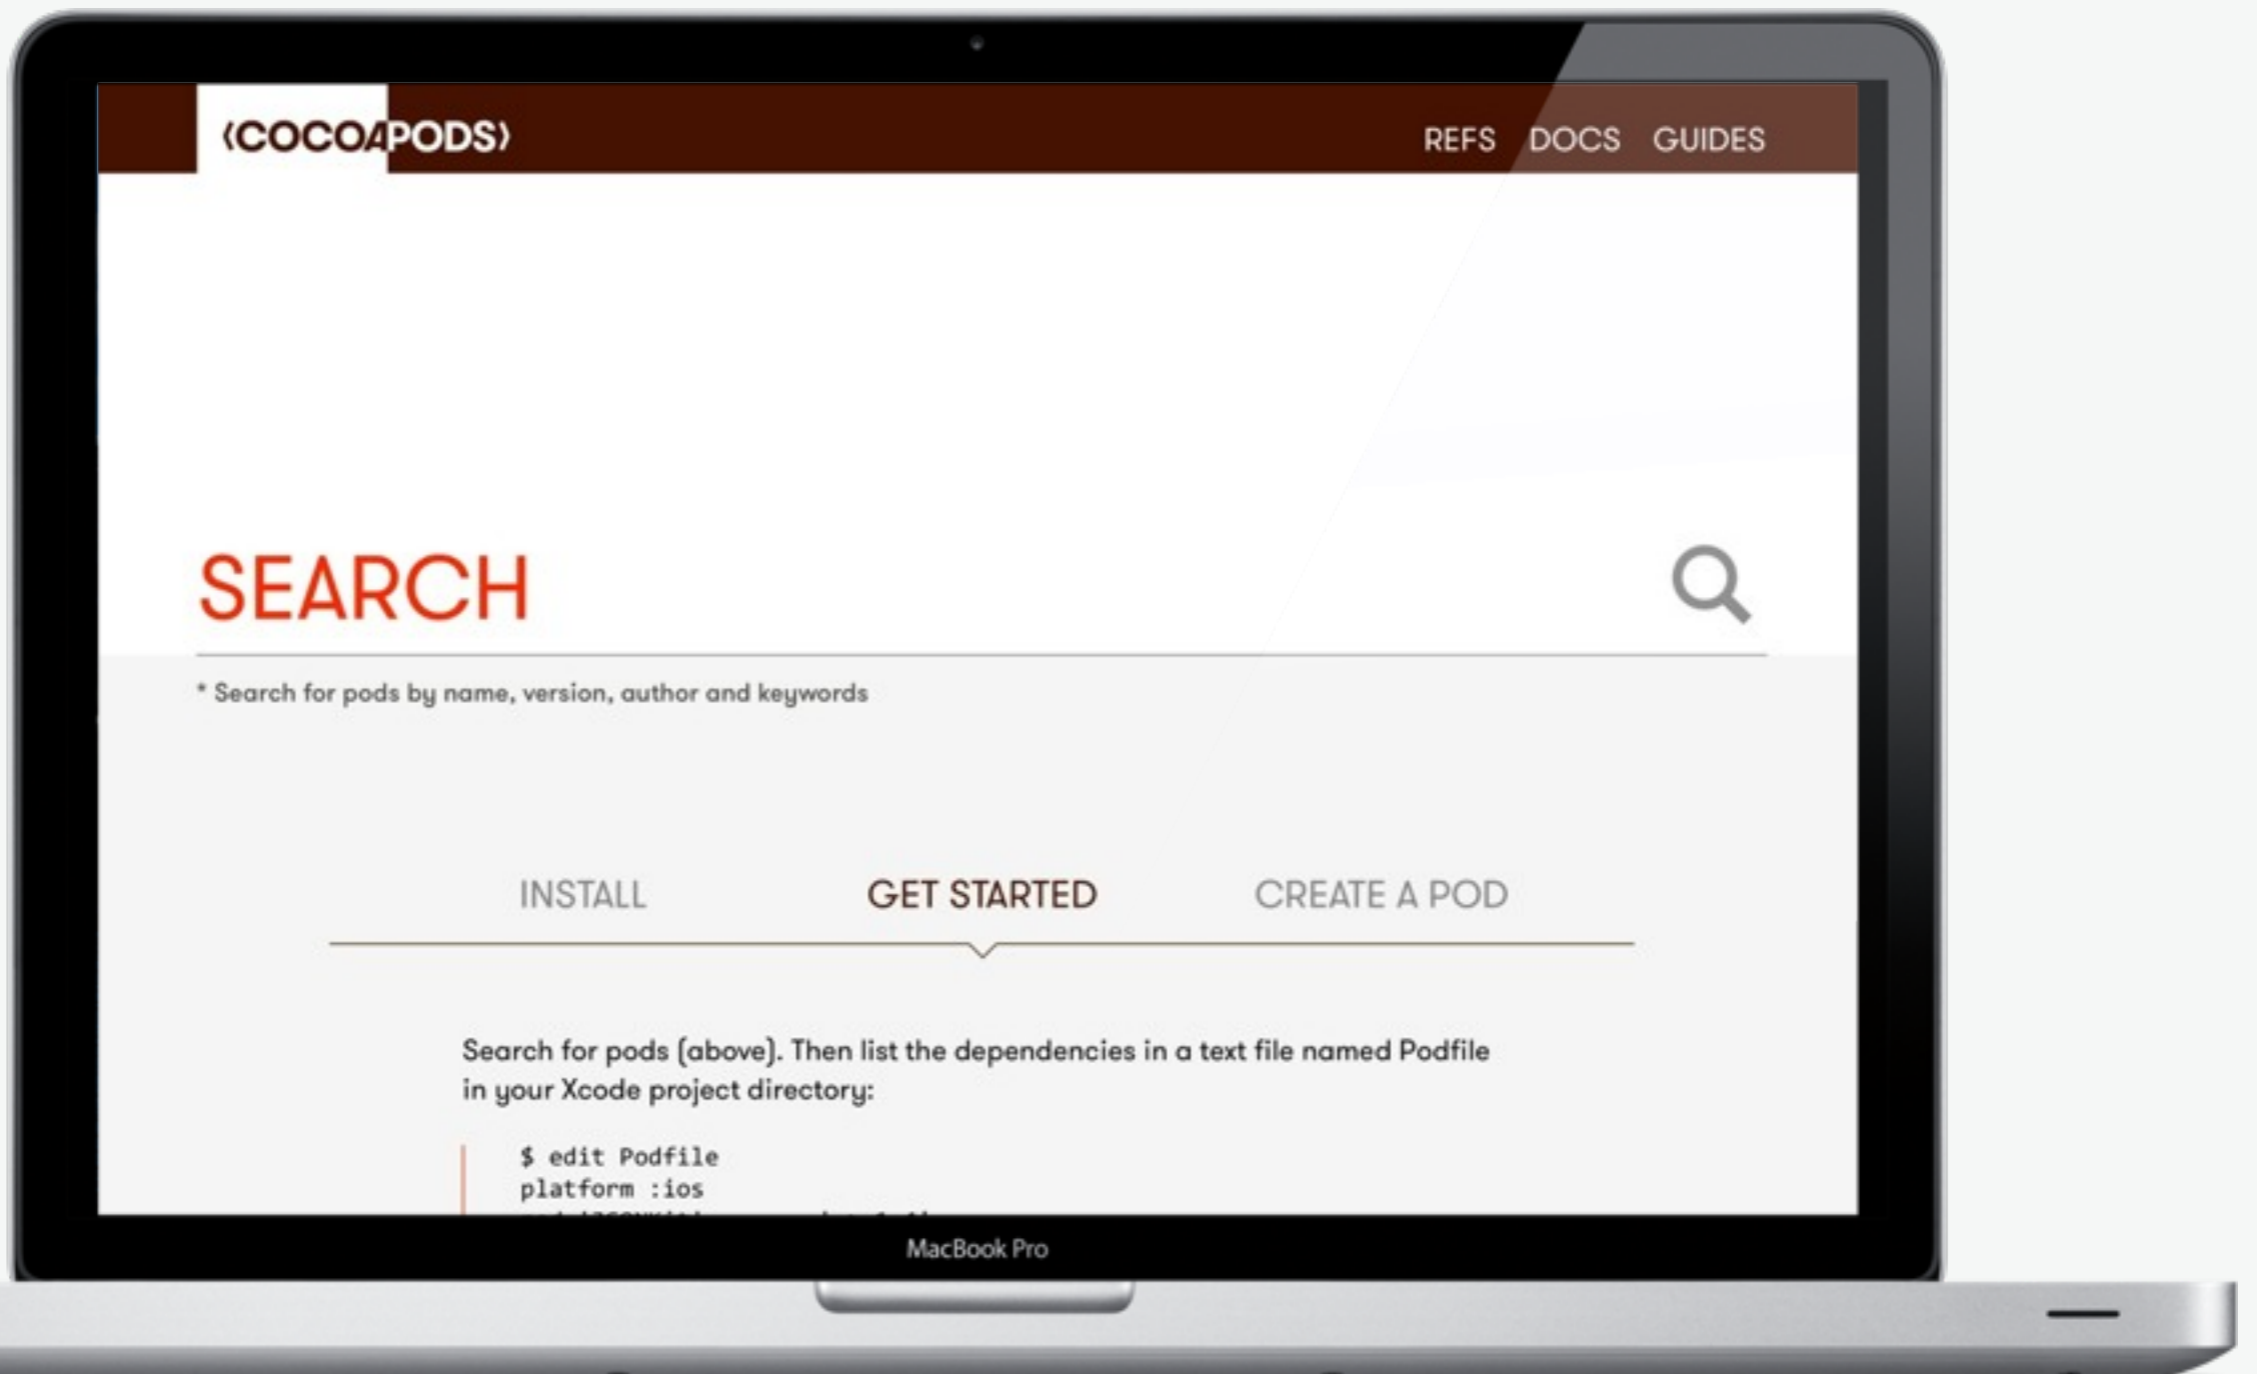 ⟨COCOAPODS⟩
REFS DOCS GUIDES
SEARCH
* Search for pods by name, version, author and keywords
INSTALL GET STARTED CREATE A POD
Search for pods (above). Then list the dependencies in a text file named Podfile
in your Xcode project directory:
$ edit Podfile
platform :ios
MacBook Pro